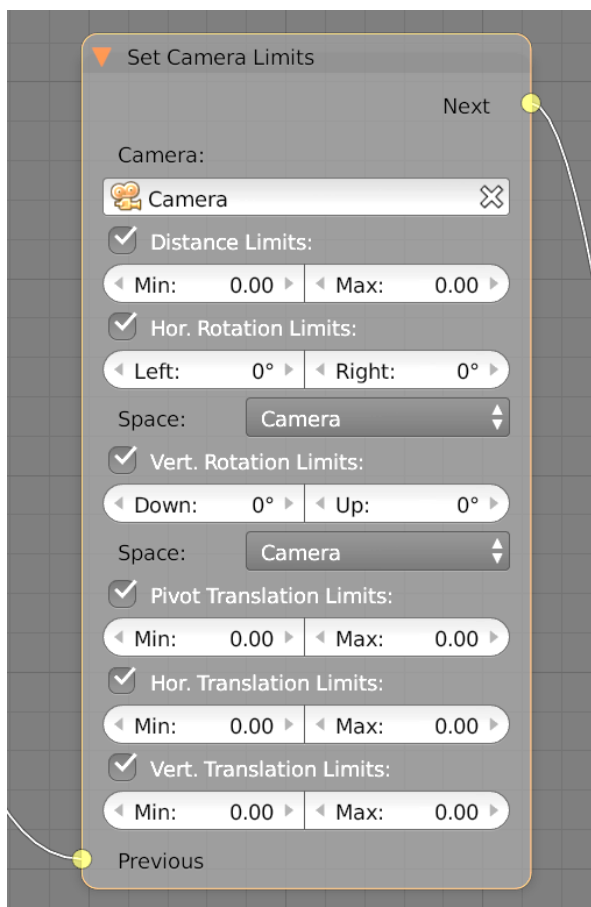 Set Camera Limits
Next
Camera:
Camera
Distance Limits:
Min: 0.00 Max: 0.00
Hor. Rotation Limits:
Left: 0° Right: 0°
Space: Camera
Vert. Rotation Limits:
Down: 0° Up: 0°
Space: Camera
Pivot Translation Limits:
Min: 0.00 Max: 0.00
Hor. Translation Limits:
Min: 0.00 Max: 0.00
Vert. Translation Limits:
Min: 0.00 Max: 0.00
Previous